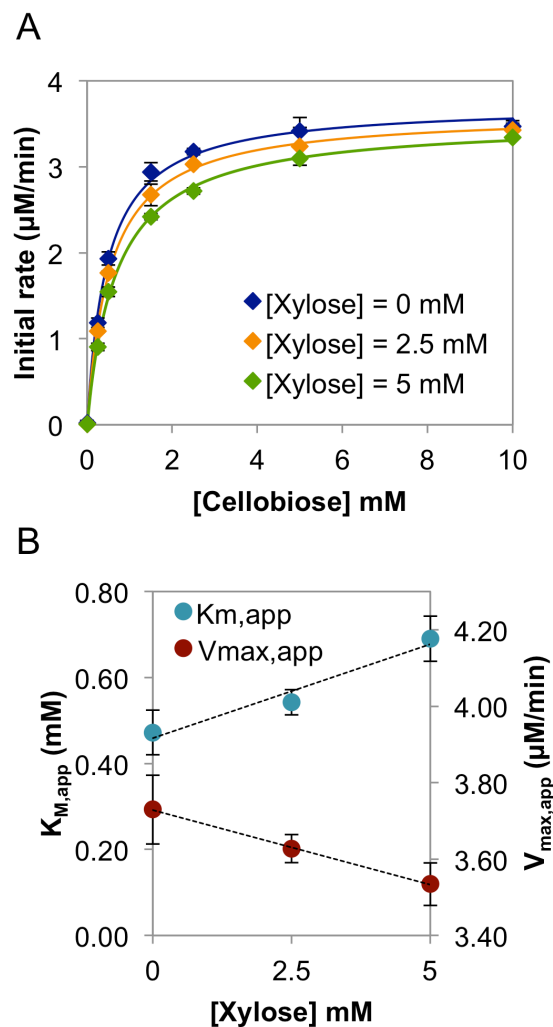 A
Initial rate (µM/min)
4
3
2
1
0
[Xylose] = 0 mM
[Xylose] = 2.5 mM
[Xylose] = 5 mM
0 2 4 6 8 10
[Cellobiose] mM
B
K_M,app (mM)
0.80
0.60
0.40
0.20
0.00
Km,app
Vmax,app
4.20
4.00
3.80
3.60
3.40
V_max,app (µM/min)
0 2.5 5
[Xylose] mM